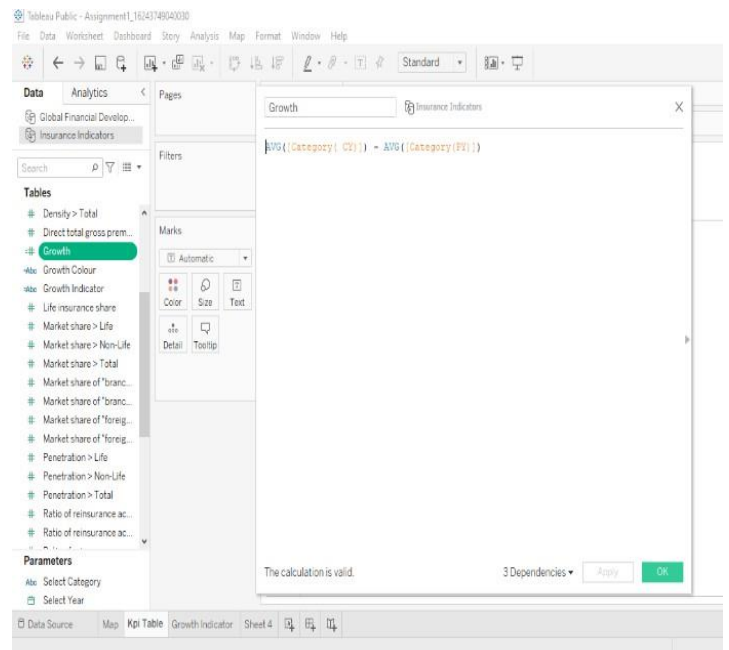 Tableau Public - Assignment1_16243749040030
File Data Worksheet Dashboard Story Analysis Map Format Window Help
Standard
Data Analytics
Global Financial Develop...
Insurance Indicators
Search
Tables
# Density > Total
# Direct total gross prem...
=# Growth
=Abc Growth Colour
=Abc Growth Indicator
# Life insurance share
# Market share > Life
# Market share > Non-Life
# Market share > Total
# Market share of "branc...
# Market share of "branc...
# Market share of "foreig...
# Market share of "foreig...
# Penetration > Life
# Penetration > Non-Life
# Penetration > Total
# Ratio of reinsurance ac...
# Ratio of reinsurance ac...
Parameters
Abc Select Category
Select Year
Pages
Filters
Marks
Automatic
Color Size Text
Detail Tooltip
Growth Insurance Indicators X
AVG([Category( CY)]) - AVG([Category(PY)])
The calculation is valid. 3 Dependencies Apply OK
Data Source Map Kpi Table Growth Indicator Sheet 4